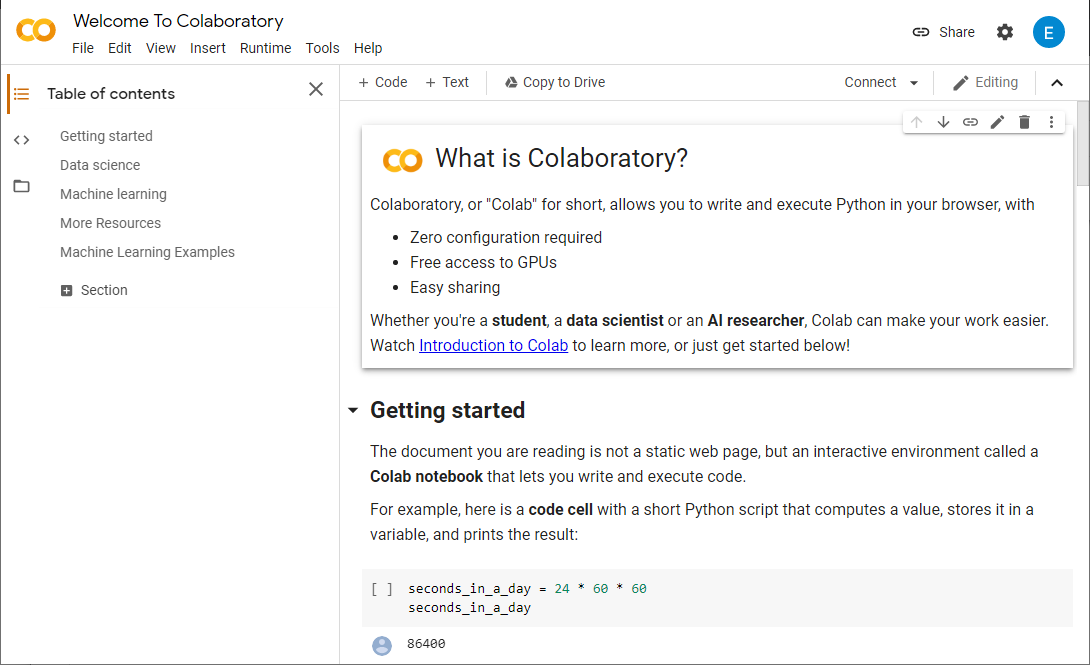 Welcome To Colaboratory
File Edit View Insert Runtime Tools Help
Share
E
Table of contents
Getting started
Data science
Machine learning
More Resources
Machine Learning Examples
Section
+ Code + Text Copy to Drive Connect Editing
What is Colaboratory?
Colaboratory, or "Colab" for short, allows you to write and execute Python in your browser, with
• Zero configuration required
• Free access to GPUs
• Easy sharing
Whether you're a student, a data scientist or an AI researcher, Colab can make your work easier.
Watch Introduction to Colab to learn more, or just get started below!
Getting started
The document you are reading is not a static web page, but an interactive environment called a
Colab notebook that lets you write and execute code.
For example, here is a code cell with a short Python script that computes a value, stores it in a
variable, and prints the result:
[ ] seconds_in_a_day = 24 * 60 * 60
seconds_in_a_day
86400